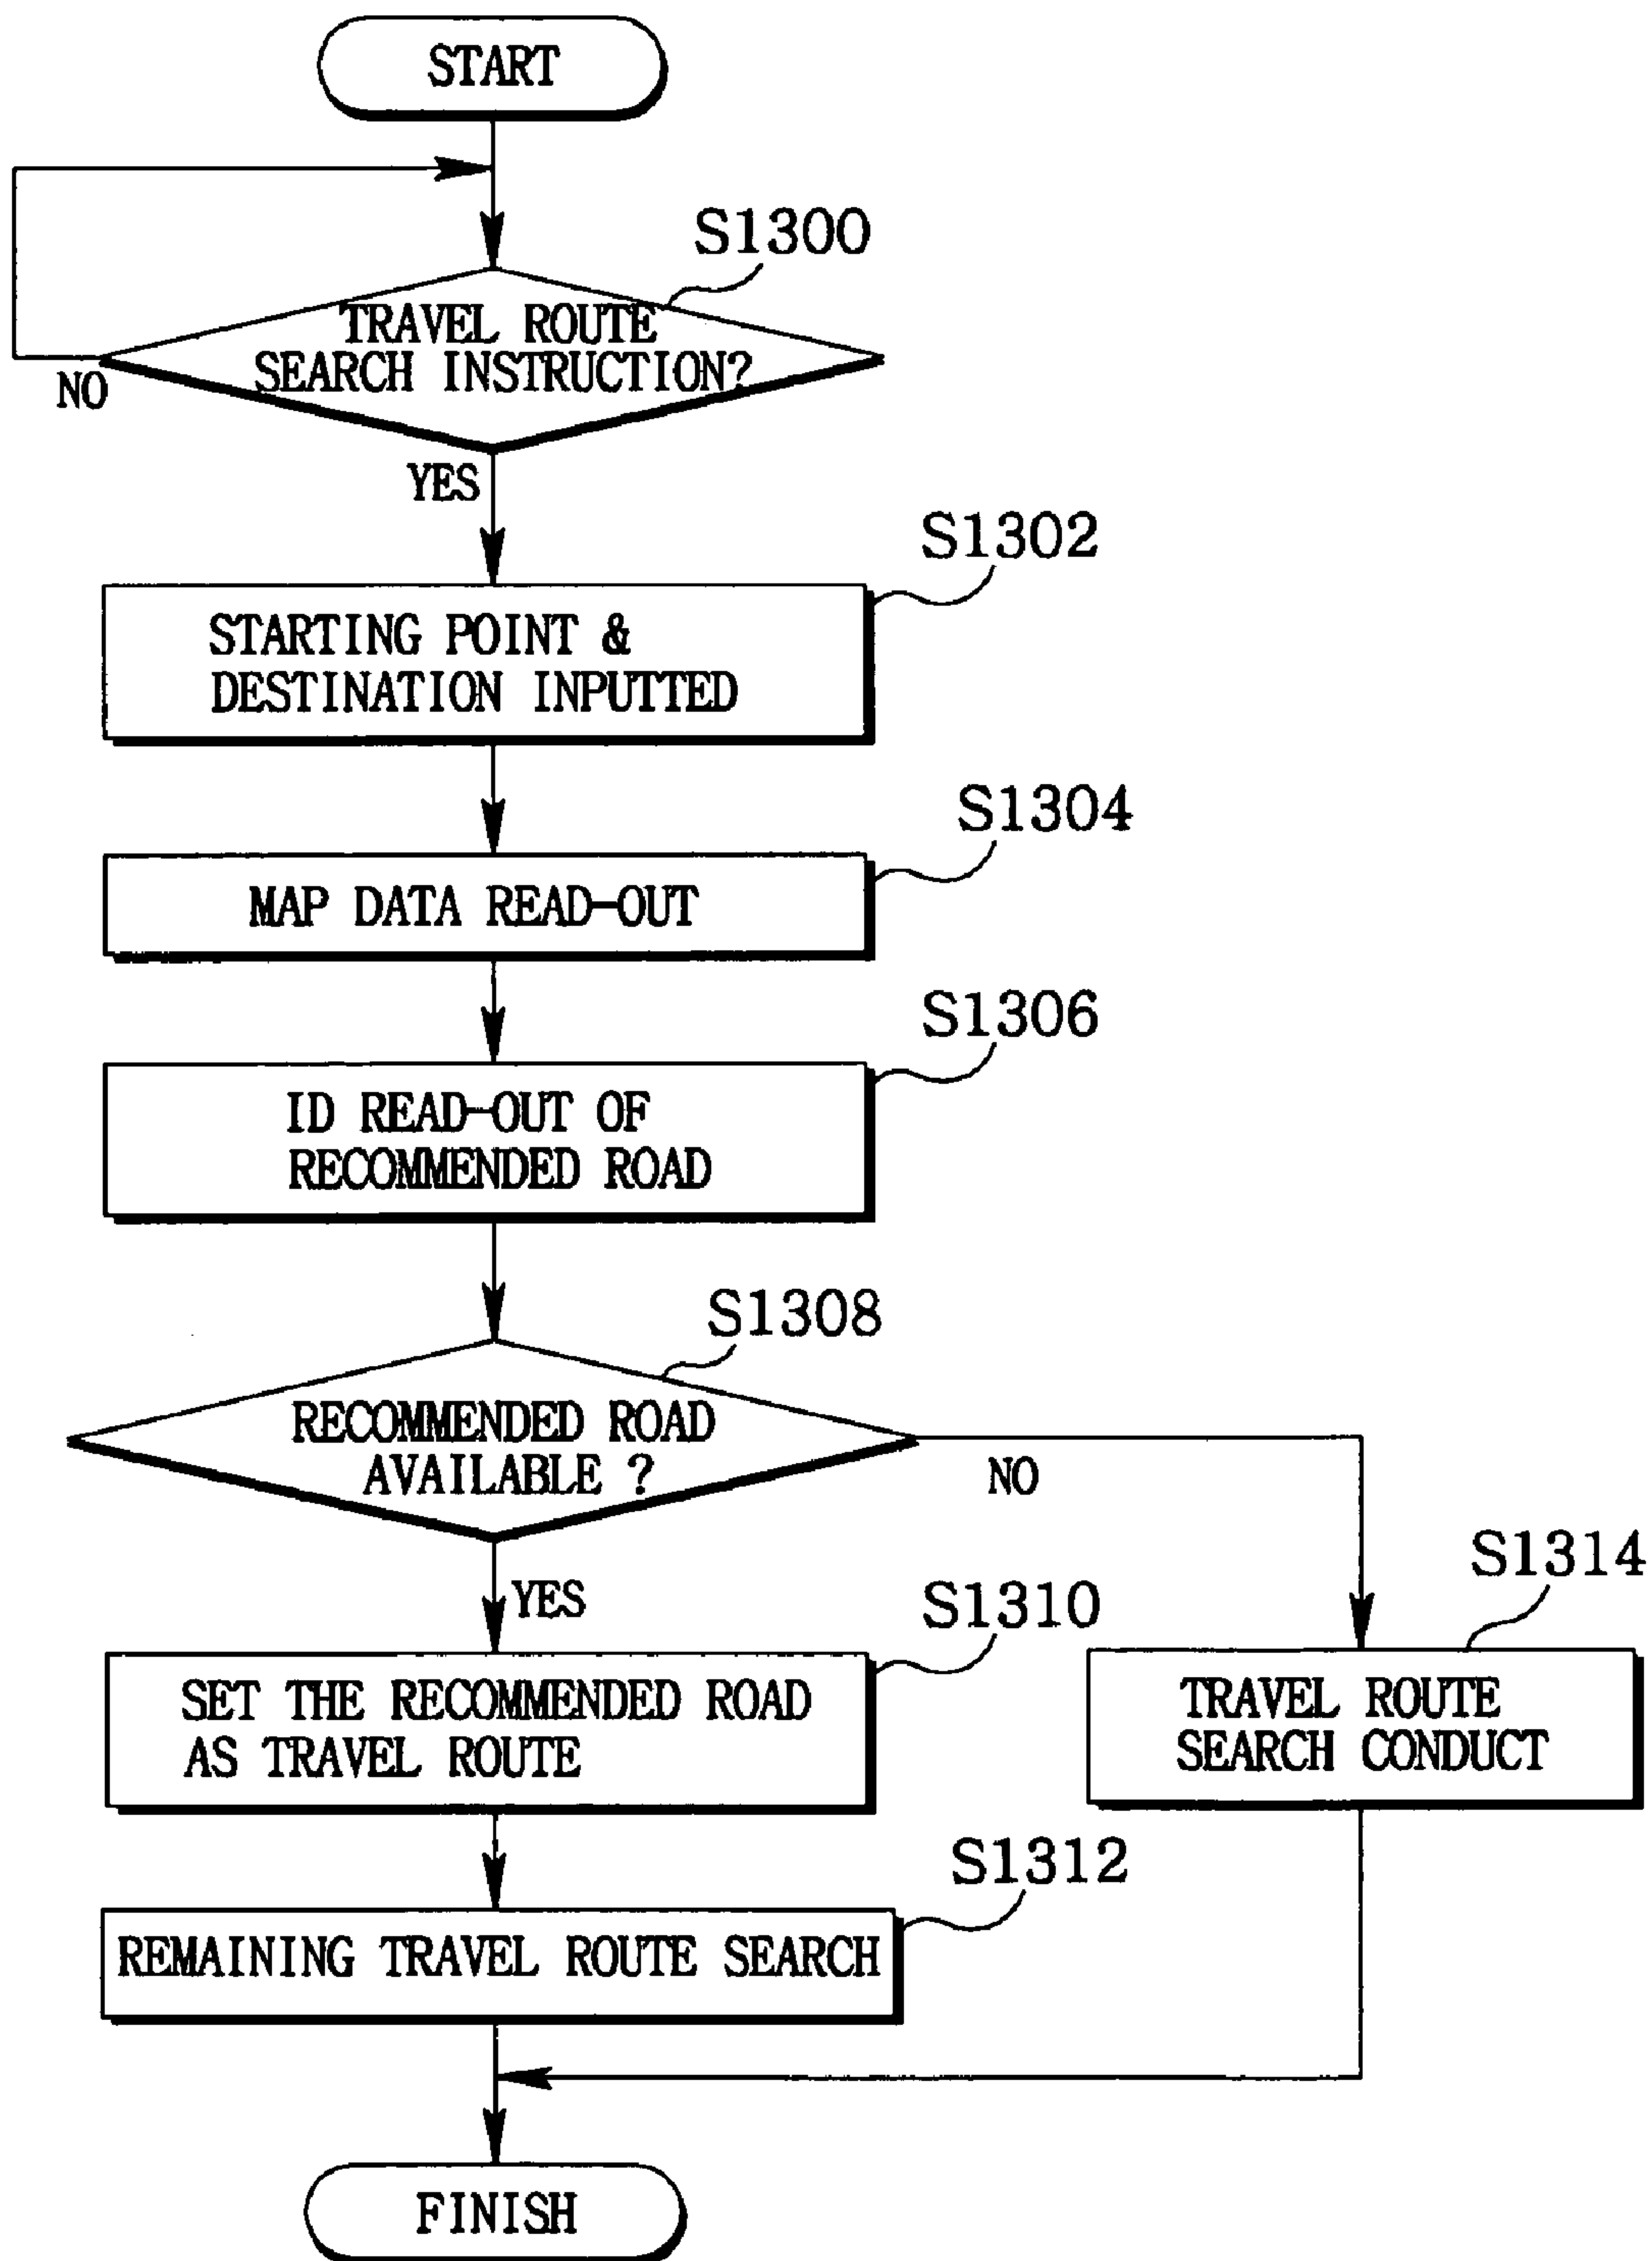 START
S1300
TRAVEL ROUTE
SEARCH INSTRUCTION?
NO
YES
S1302
STARTING POINT &
DESTINATION INPUTTED
S1304
MAP DATA READ-OUT
S1306
ID READ-OUT OF
RECOMMENDED ROAD
S1308
RECOMMENDED ROAD
AVAILABLE ?
NO
YES
S1310
SET THE RECOMMENDED ROAD
AS TRAVEL ROUTE
S1314
TRAVEL ROUTE
SEARCH CONDUCT
S1312
REMAINING TRAVEL ROUTE SEARCH
FINISH